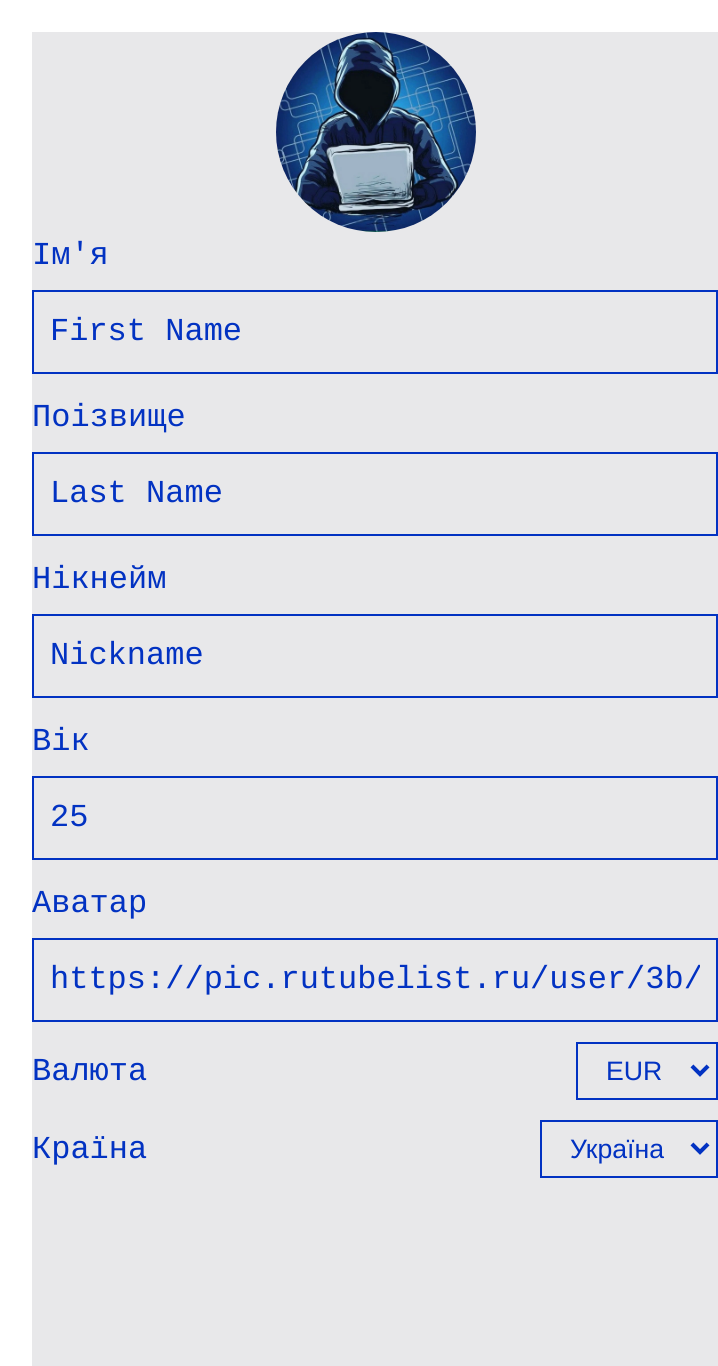 Ім'я
First Name
Поізвище
Last Name
Нікнейм
Nickname
Вік
25
Аватар
https://pic.rutubelist.ru/user/3b/
Валюта
EUR
Країна
Україна